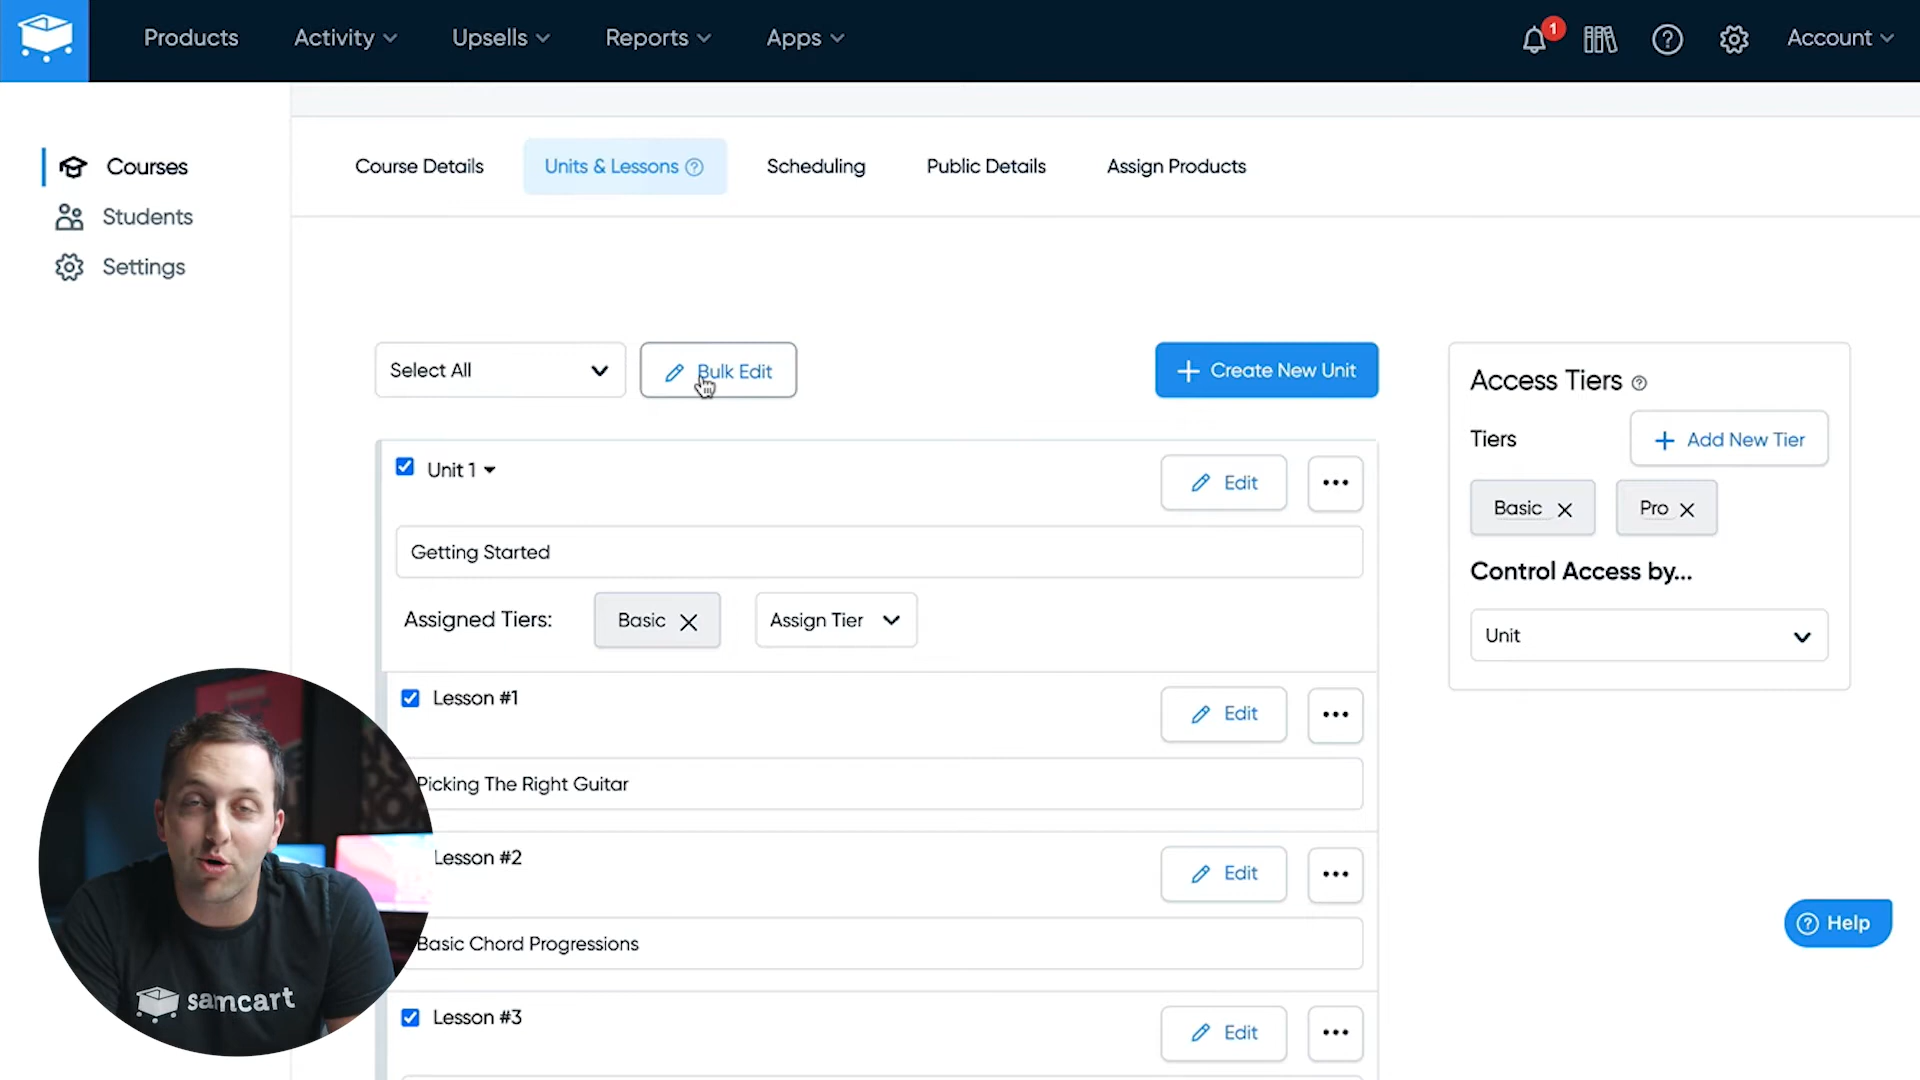 Products
Activity
Upsells
Reports
Apps
1
Account
Courses
Students
Settings
Course Details
Units & Lessons
Scheduling
Public Details
Assign Products
Select All
Bulk Edit
+ Create New Unit
Access Tiers
Tiers
+ Add New Tier
Basic
Pro
Control Access by...
Unit
Unit 1
Edit
Getting Started
Assigned Tiers:
Basic
Assign Tier
Lesson #1
Edit
Picking The Right Guitar
Lesson #2
Edit
Basic Chord Progressions
Lesson #3
Edit
Help
samcart